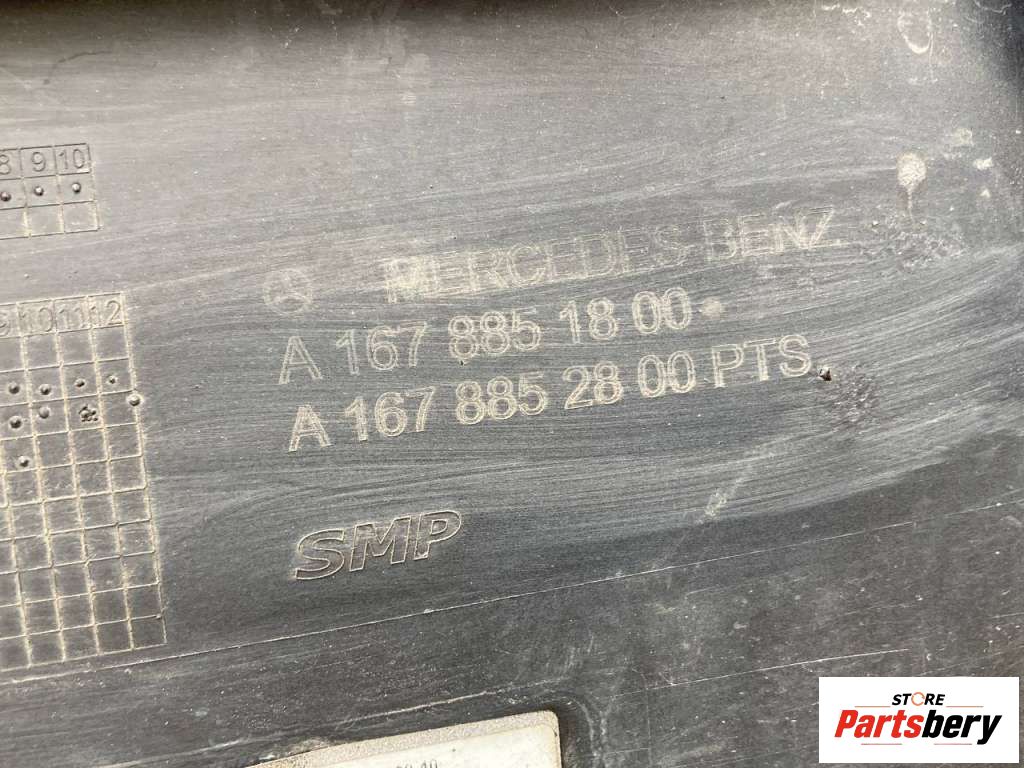 8 9 10
MERCEDES BENZ
9 10 11 12
A 167 885 18 00
A 167 885 28 00 PTS
SMP
STORE
Partsbery